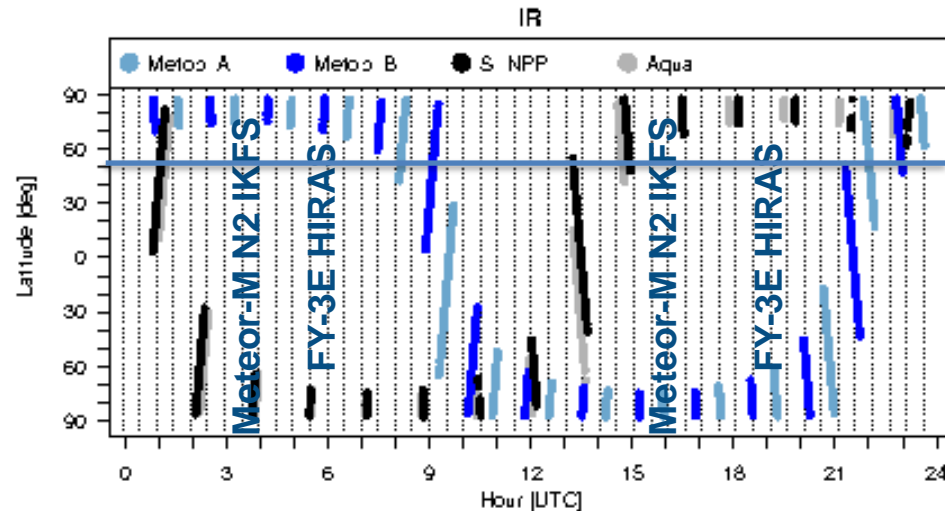 IR
Metop A Metop B S NPP Aqua
90
60
30
0
30
60
90
Latitude [deg]
Meteor-M N2 IKFS
FY-3E HIRAS
Meteor-M N2 IKFS
FY-3E HIRAS
0 3 6 9 12 15 18 21 24
Hour [UTC]